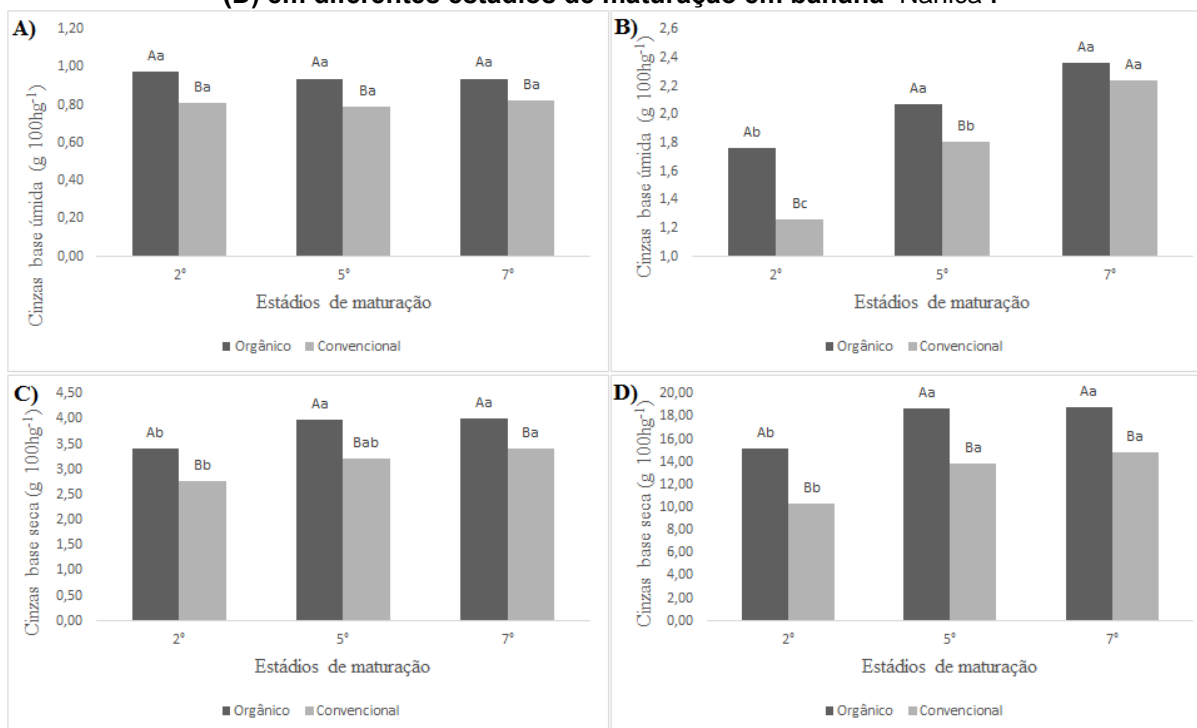 (D) em diferentes estádios de maturação em banana 'Nanica'.
A)
Cinzas base úmida (g 100hg-1)
1,20
1,00
0,80
0,60
0,40
0,20
0,00
Aa Ba Aa Ba Aa Ba
2° 5° 7°
Estádios de maturação
Orgânico Convencional
B)
Cinzas base úmida (g 100hg-1)
2,6
2,4
2,2
2,0
1,8
1,6
1,4
1,2
1,0
Ab Bc Aa Bb Aa Aa
2° 5° 7°
Estádios de maturação
Orgânico Convencional
C)
Cinzas base seca (g 100hg-1)
4,50
4,00
3,50
3,00
2,50
2,00
1,50
1,00
0,50
0,00
Ab Bb Aa Bab Aa Ba
2° 5° 7°
Estádios de maturação
Orgânico Convencional
D)
Cinzas base seca (g 100hg-1)
20,00
18,00
16,00
14,00
12,00
10,00
8,00
6,00
4,00
2,00
0,00
Ab Bb Aa Ba Aa Ba
2° 5° 7°
Estádios de maturação
Orgânico Convencional